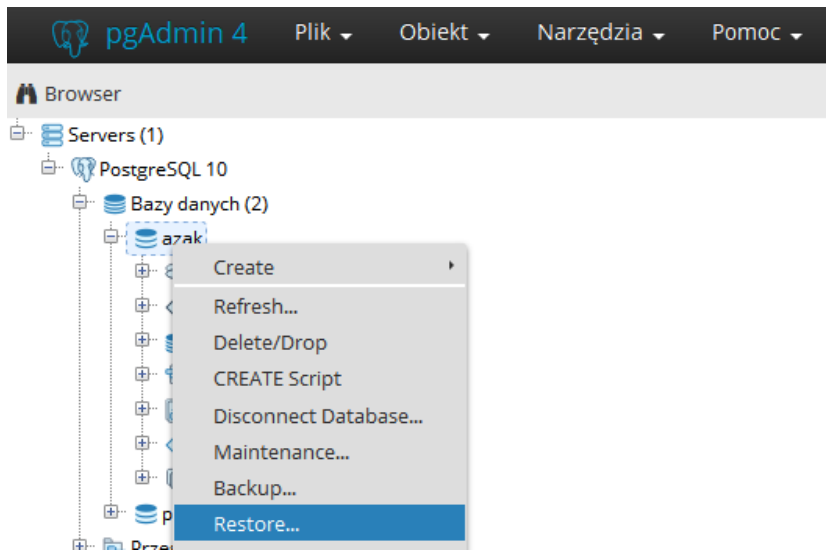 pgAdmin 4 Plik Obiekt Narzędzia Pomoc
Browser
Servers (1)
PostgreSQL 10
Bazy danych (2)
azak
Create
Refresh...
Delete/Drop
CREATE Script
Disconnect Database...
Maintenance...
Backup...
Restore...